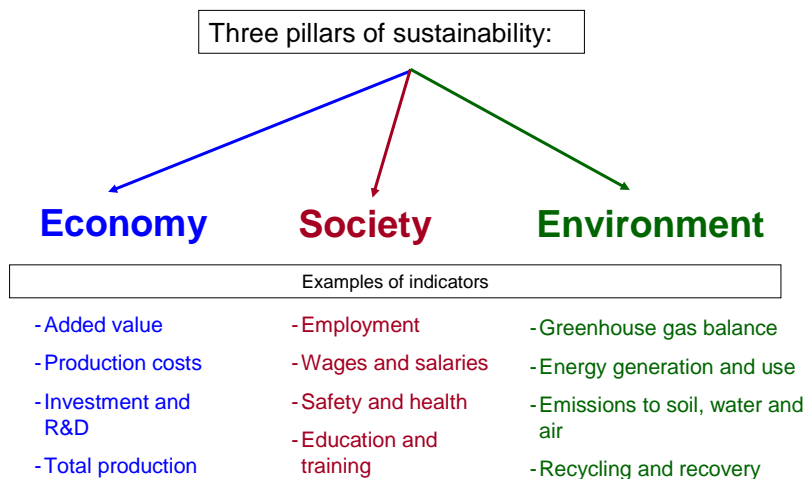 Three pillars of sustainability:
Economy
Society
Environment
Examples of indicators
- Added value
- Production costs
- Investment and
R&D
- Total production
- Employment
- Wages and salaries
- Safety and health
- Education and
training
- Greenhouse gas balance
- Energy generation and use
- Emissions to soil, water and
air
- Recycling and recovery